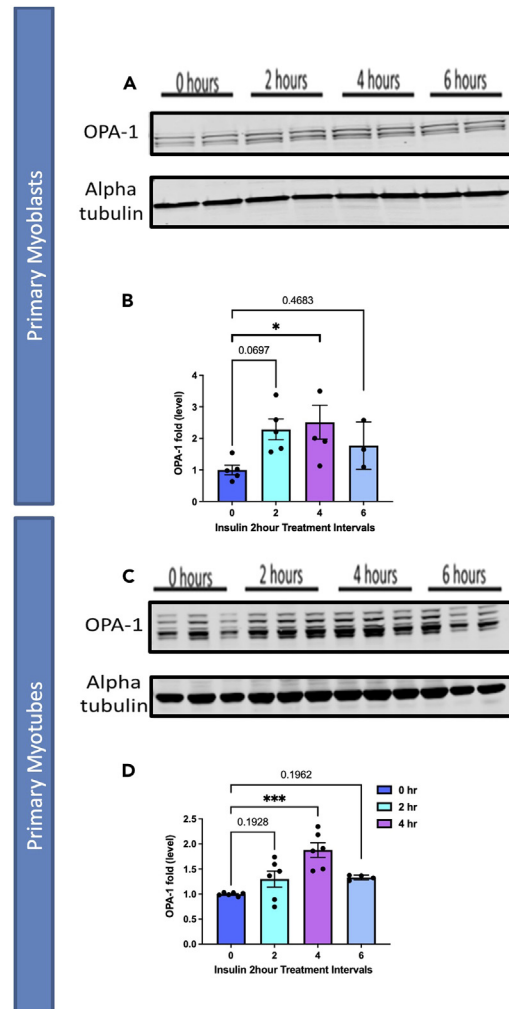 Primary Myoblasts
A
0 hours 2 hours 4 hours 6 hours
OPA-1
Alpha
tubulin
B
0.4683
*
0.0697
OPA-1 fold (level)
4
3
2
1
0
0 2 4 6
Insulin 2hour Treatment Intervals
Primary Myotubes
C
0 hours 2 hours 4 hours 6 hours
OPA-1
Alpha
tubulin
D
0.1962
***
0.1928
0 hr
2 hr
4 hr
OPA-1 fold (level)
2.5
2.0
1.5
1.0
0.5
0.0
0 2 4 6
Insulin 2hour Treatment Intervals